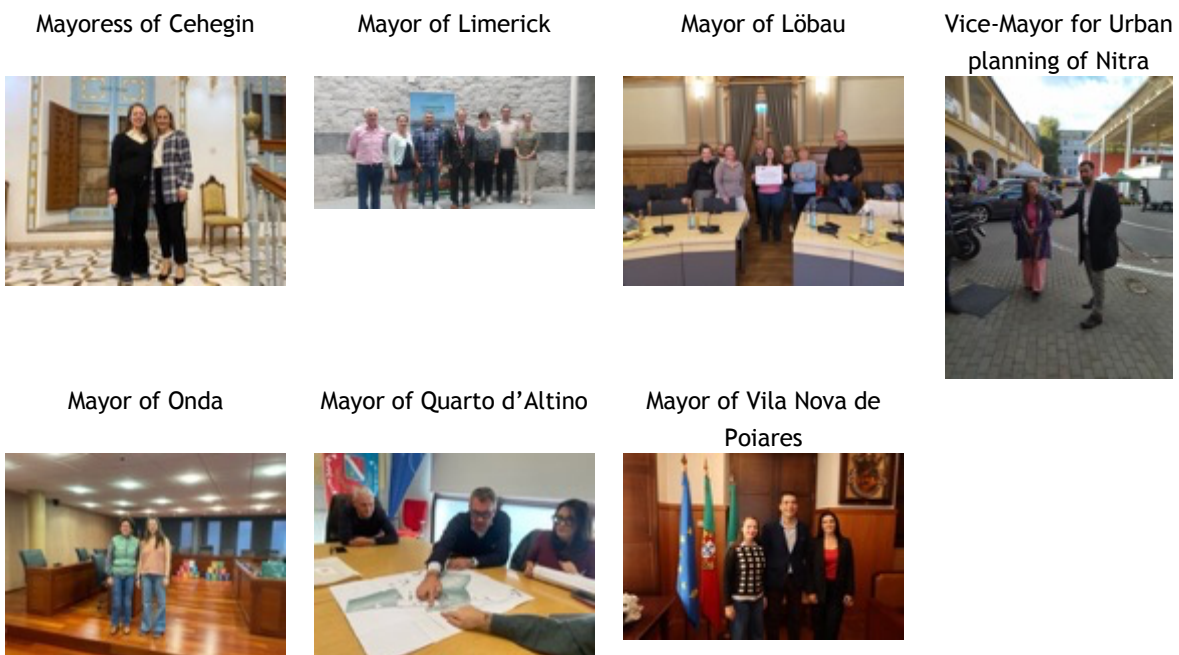 Mayoress of Cehegin
Mayor of Limerick
Mayor of Löbau
Vice-Mayor for Urban
planning of Nitra
Mayor of Onda
Mayor of Quarto d’Altino
Mayor of Vila Nova de
Poiares